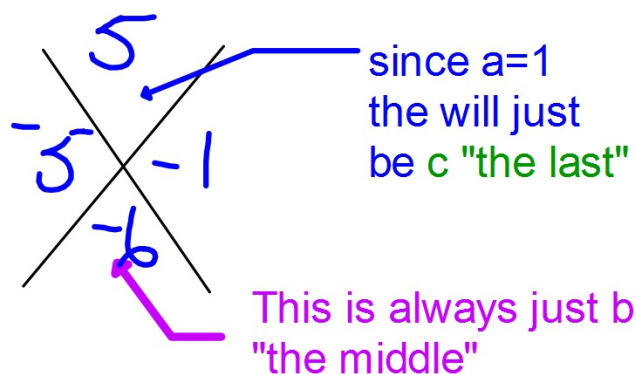 5
since a=1
the will just
be c "the last"
-5 -1
-6
This is always just b
"the middle"